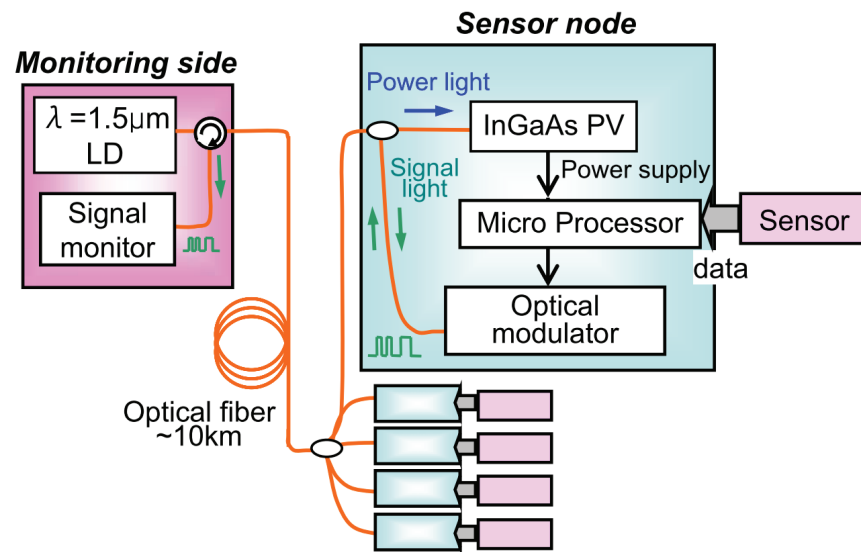 Sensor node
Monitoring side
λ =1.5μm
LD
Signal
monitor
Power light
InGaAs PV
Signal
light
Power supply
Micro Processor
Sensor
data
Optical
modulator
Optical fiber
~10km